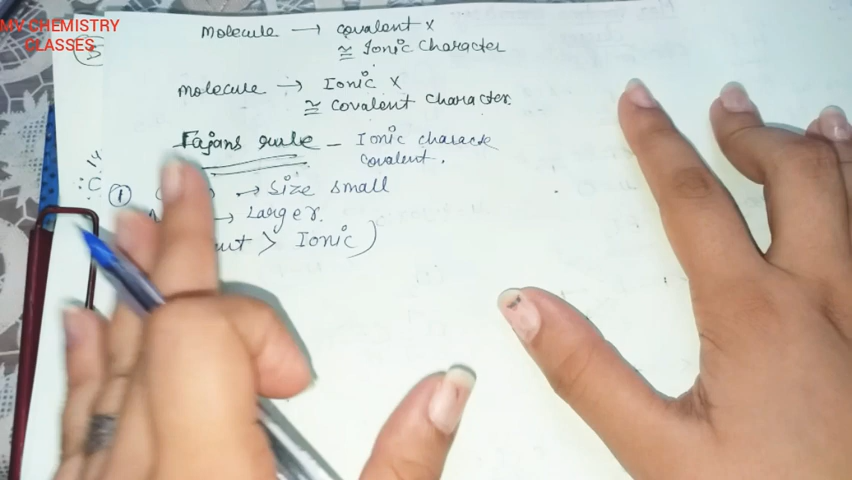 MY CHEMISTRY
CLASSES
Molecule → Covalent x
≅ Ionic character
Molecule → Ionic x
≅ covalent character.
Fajans rule - Ionic characte
covalent.
① → Size small
→ Larger.
> Ionic)